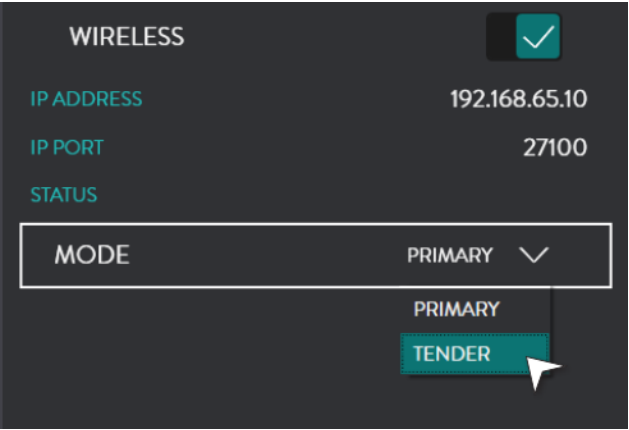 WIRELESS
IP ADDRESS 192.168.65.10
IP PORT 27100
STATUS
MODE PRIMARY
PRIMARY
TENDER